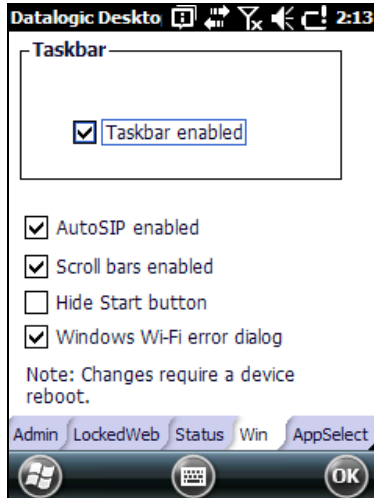 Datalogic Deskto 2:13
Taskbar
Taskbar enabled
AutoSIP enabled
Scroll bars enabled
Hide Start button
Windows Wi-Fi error dialog
Note: Changes require a device
reboot.
Admin LockedWeb Status Win AppSelect
OK